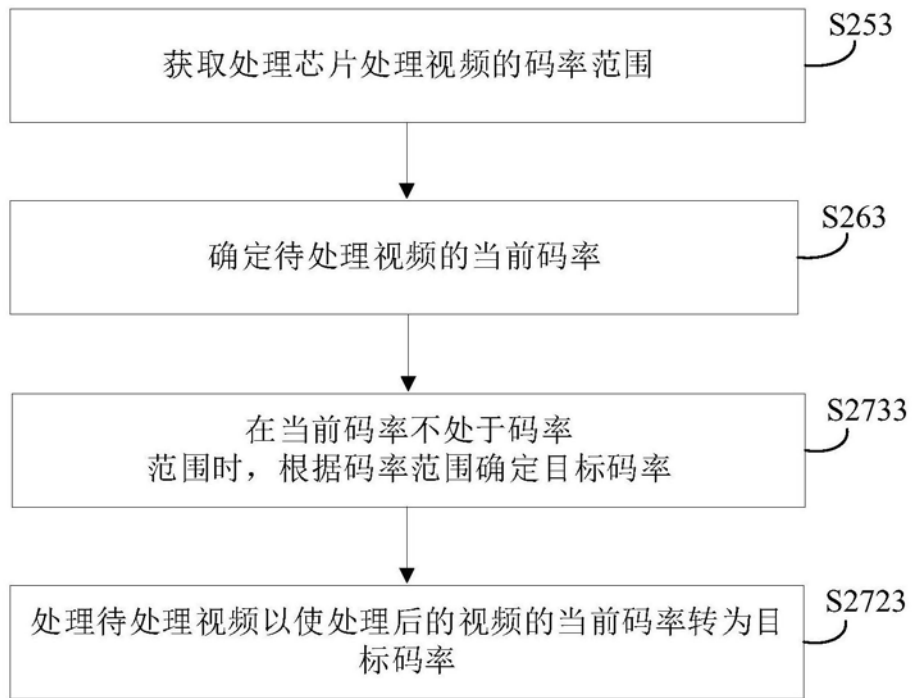 S253
获取处理芯片处理视频的码率范围
S263
确定待处理视频的当前码率
S2733
在当前码率不处于码率
范围时，根据码率范围确定目标码率
S2723
处理待处理视频以使处理后的视频的当前码率转为目
标码率